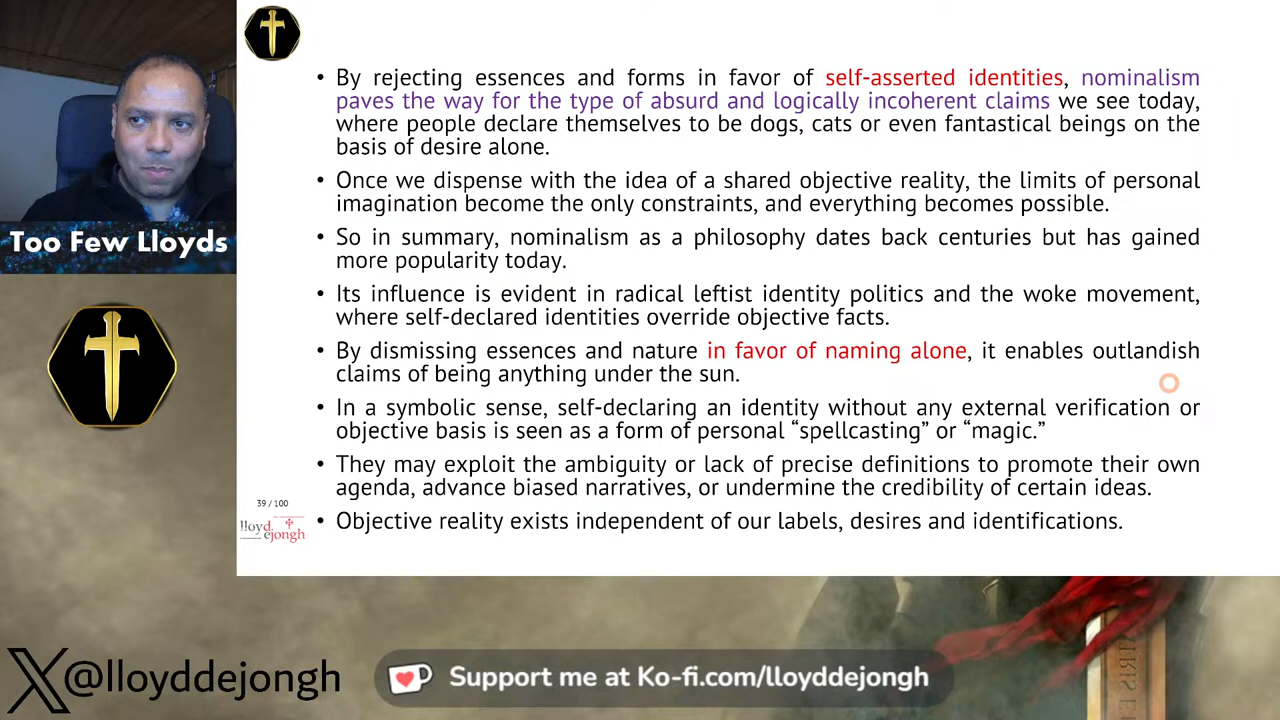 • By rejecting essences and forms in favor of self-asserted identities, nominalism
paves the way for the type of absurd and logically incoherent claims we see today,
where people declare themselves to be dogs, cats or even fantastical beings on the
basis of desire alone.
• Once we dispense with the idea of a shared objective reality, the limits of personal
imagination become the only constraints, and everything becomes possible.
• So in summary, nominalism as a philosophy dates back centuries but has gained
more popularity today.
• Its influence is evident in radical leftist identity politics and the woke movement,
where self-declared identities override objective facts.
• By dismissing essences and nature in favor of naming alone, it enables outlandish
claims of being anything under the sun.
• In a symbolic sense, self-declaring an identity without any external verification or
objective basis is seen as a form of personal “spellcasting” or “magic.”
• They may exploit the ambiguity or lack of precise definitions to promote their own
agenda, advance biased narratives, or undermine the credibility of certain ideas.
• Objective reality exists independent of our labels, desires and identifications.
Too Few Lloyds
39 / 100
lloyd.
ejongh
X@lloyddejongh
Support me at Ko-fi.com/lloyddejongh